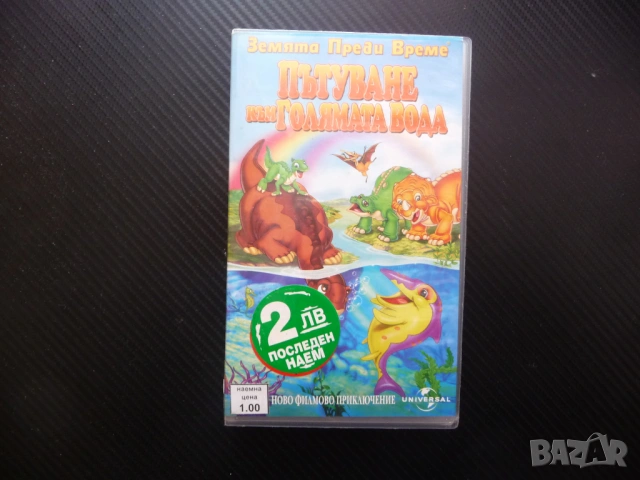 Земята Преди Време
ПЪТУВАНЕ
КЪМ ГОЛЯМАТА ВОДА
2 ЛВ
ПОСЛЕДЕН
НАЕМ
наемна
цена
1.00
НОВО ФИЛМОВО ПРИКЛЮЧЕНИЕ
UNIVERSAL
BAZAR.bg